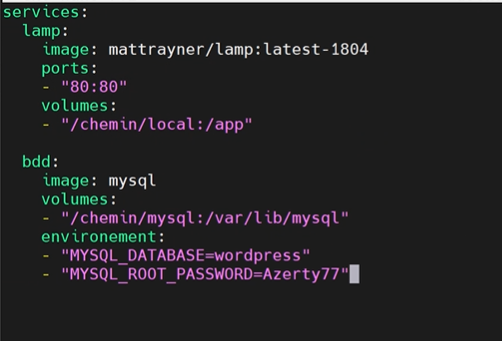 services:
  lamp:
    image: mattrayner/lamp:latest-1804
    ports:
    - "80:80"
    volumes:
    - "/chemin/local:/app"

  bdd:
    image: mysql
    volumes:
    - "/chemin/mysql:/var/lib/mysql"
    environement:
    - "MYSQL_DATABASE=wordpress"
    - "MYSQL_ROOT_PASSWORD=Azerty77"